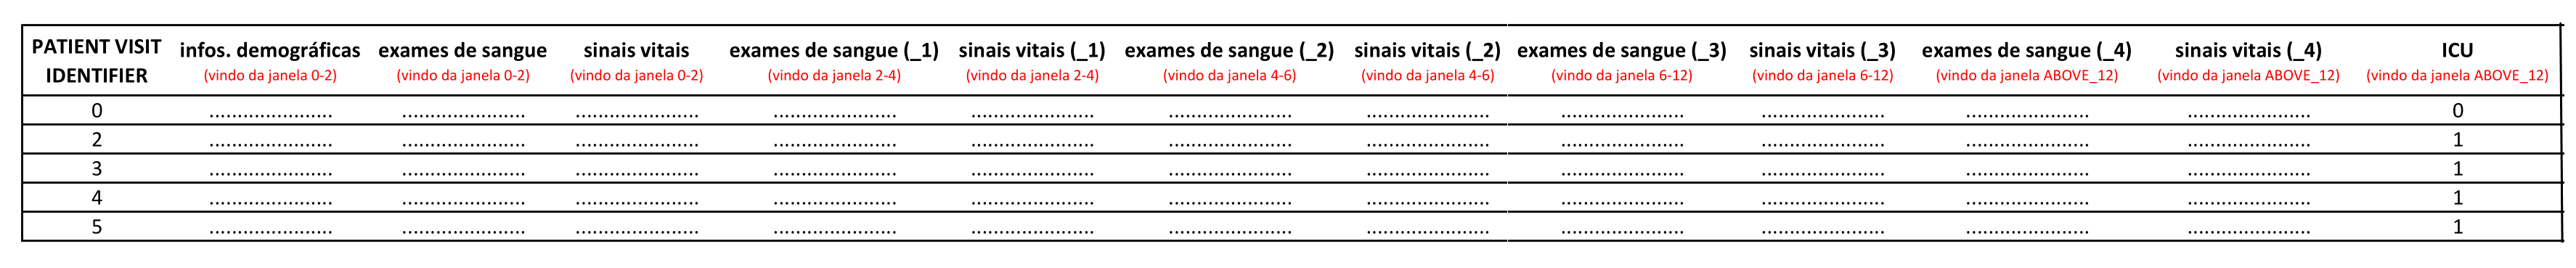 PATIENT VISIT IDENTIFIER infos. demográficas exames de sangue sinais vitais exames de sangue (_1) sinais vitais (_1) exames de sangue (_2) sinais vitais (_2) exames de sangue (_3) sinais vitais (_3) exames de sangue (_4) sinais vitais (_4) ICU
(vindo da janela 0-2) (vindo da janela 0-2) (vindo da janela 0-2) (vindo da janela 2-4) (vindo da janela 2-4) (vindo da janela 4-6) (vindo da janela 4-6) (vindo da janela 6-12) (vindo da janela 6-12) (vindo da janela ABOVE_12) (vindo da janela ABOVE_12) (vindo da janela ABOVE_12)
0 ...................... ...................... ...................... ...................... ...................... ...................... ...................... ...................... ...................... ...................... ...................... 0
2 ...................... ...................... ...................... ...................... ...................... ...................... ...................... ...................... ...................... ...................... ...................... 1
3 ...................... ...................... ...................... ...................... ...................... ...................... ...................... ...................... ...................... ...................... ...................... 1
4 ...................... ...................... ...................... ...................... ...................... ...................... ...................... ...................... ...................... ...................... ...................... 1
5 ...................... ...................... ...................... ...................... ...................... ...................... ...................... ...................... ...................... ...................... ...................... 1